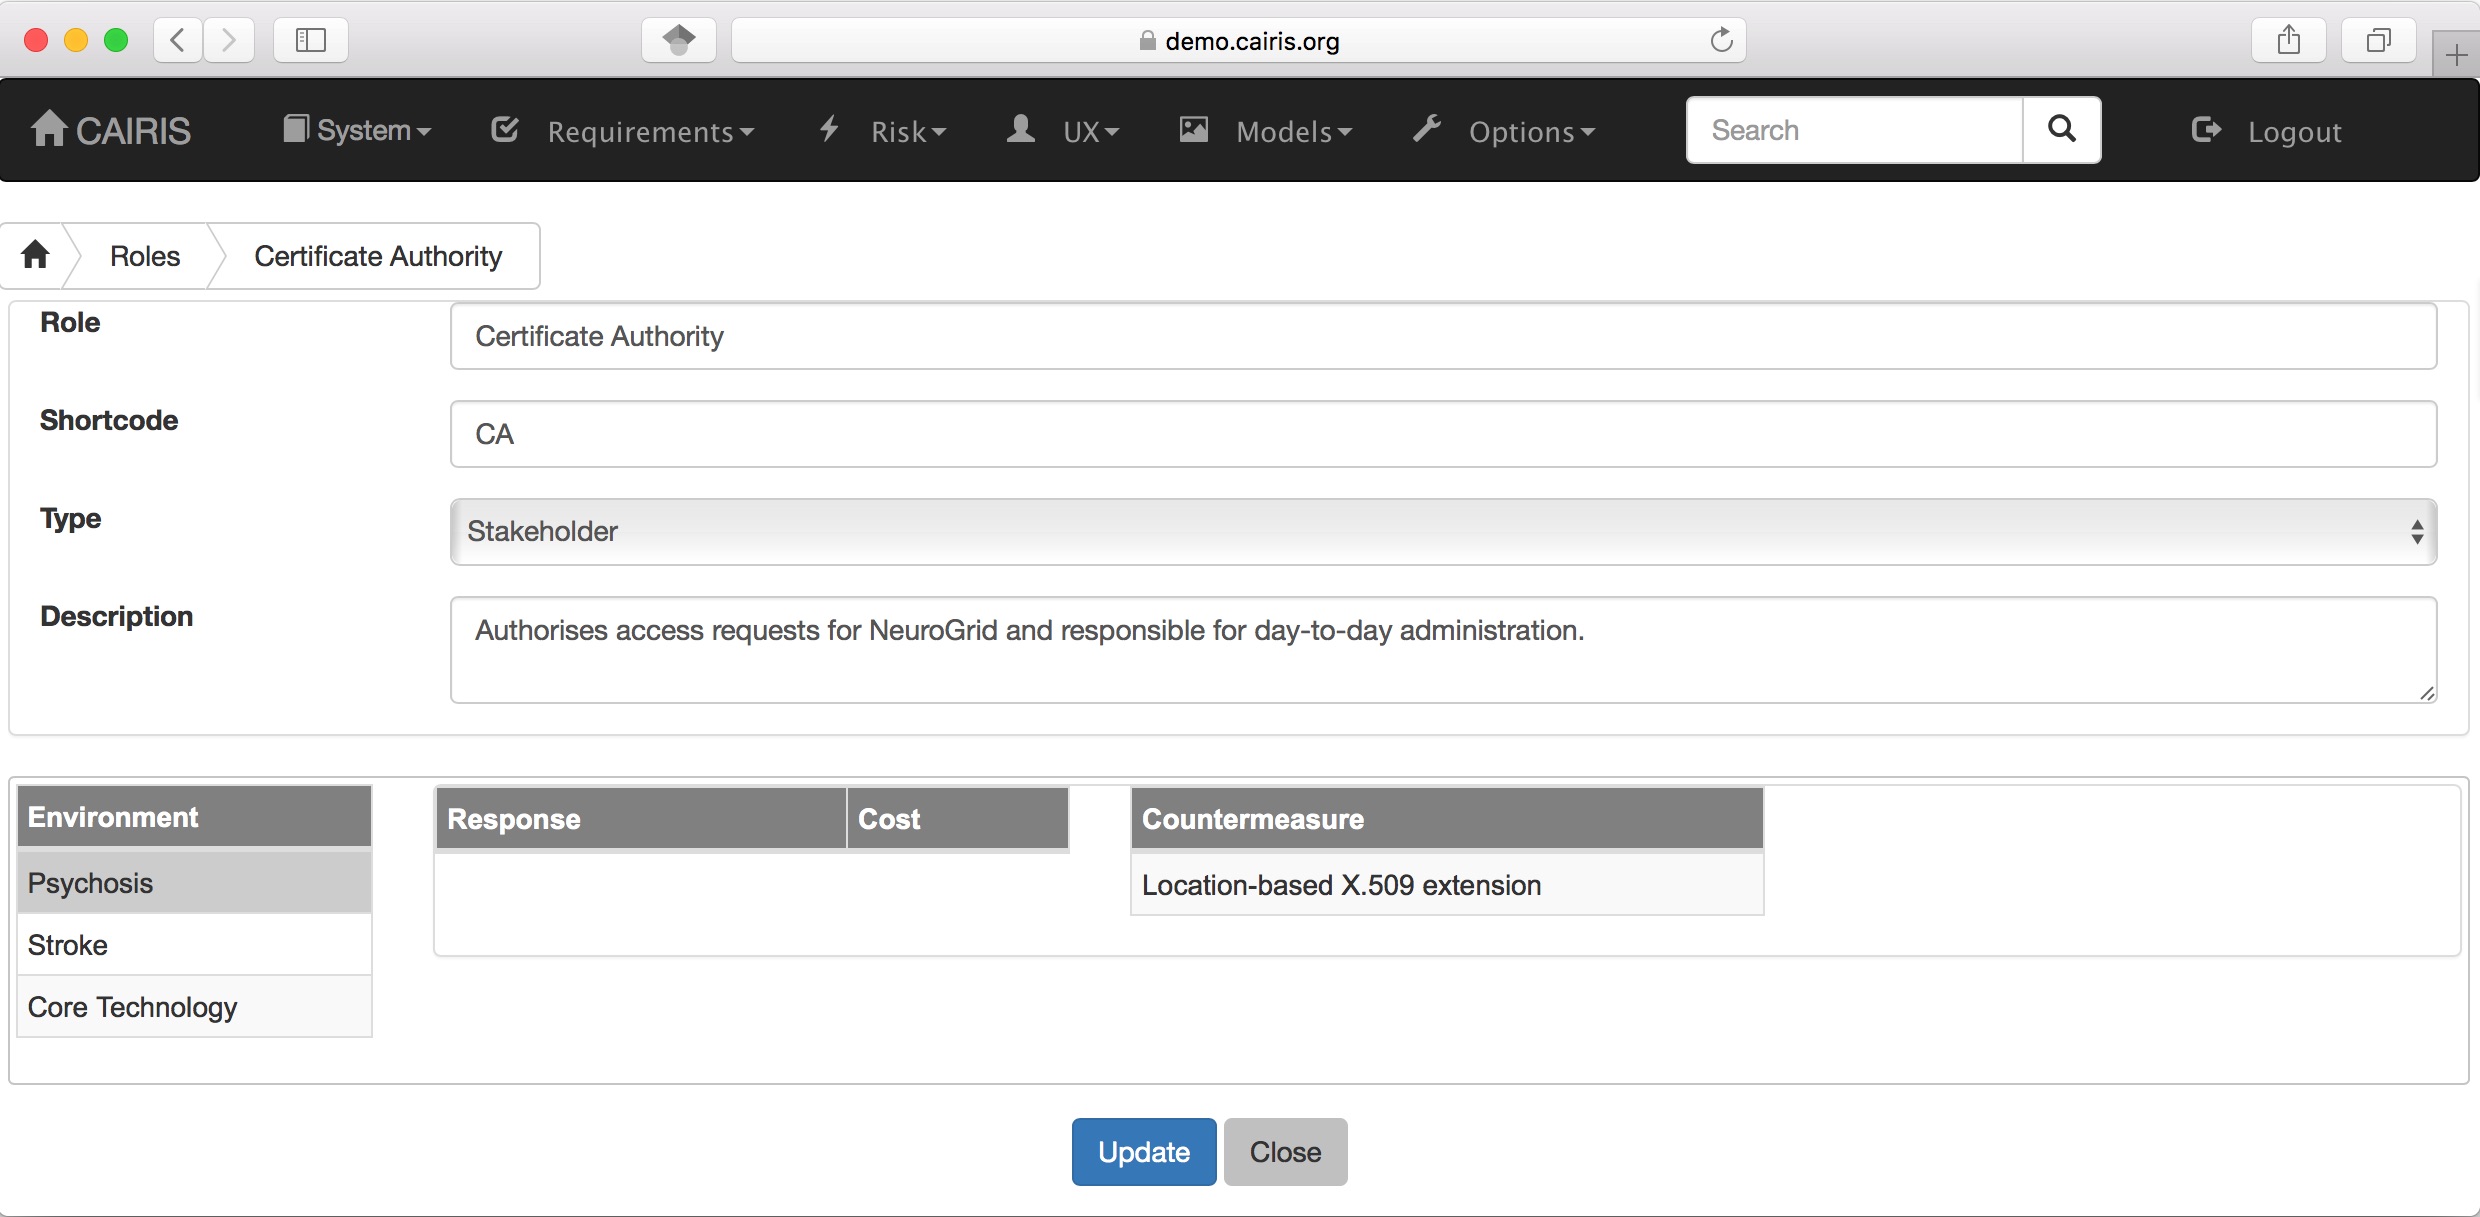 demo.cairis.org
CAIRIS System Requirements Risk UX Models Options Search Logout
Roles Certificate Authority
Role Certificate Authority
Shortcode CA
Type Stakeholder
Description Authorises access requests for NeuroGrid and responsible for day-to-day administration.
Environment Response Cost Countermeasure
Psychosis Location-based X.509 extension
Stroke
Core Technology
Update Close